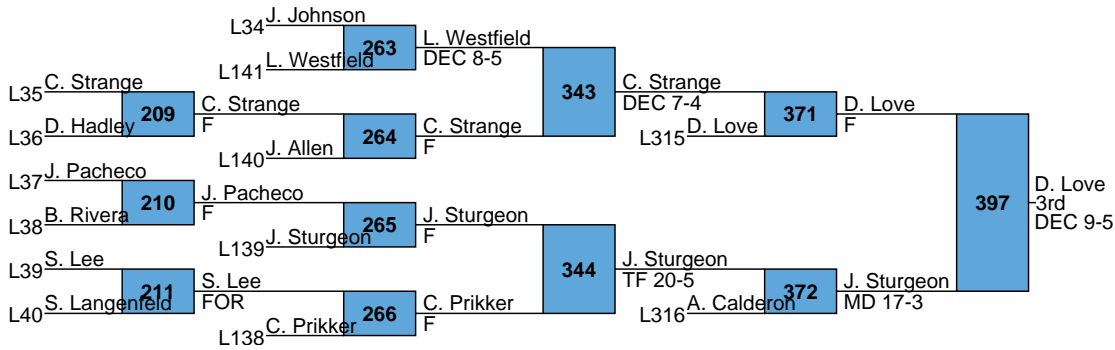 L34 J. Johnson
263
L. Westfield
DEC 8-5
L141 L. Westfield
L35 C. Strange
209
C. Strange
F
L36 D. Hadley
264
L140 J. Allen
C. Strange
F
343
C. Strange
DEC 7-4
L315 D. Love
371
D. Love
F
L37 J. Pacheco
210
J. Pacheco
F
L38 B. Rivera
265
L139 J. Sturgeon
J. Sturgeon
F
L39 S. Lee
211
S. Lee
FOR
L40 S. Langenfeld
266
L138 C. Prikker
C. Prikker
F
344
J. Sturgeon
TF 20-5
L316 A. Calderon
372
J. Sturgeon
MD 17-3
397
D. Love
3rd
DEC 9-5